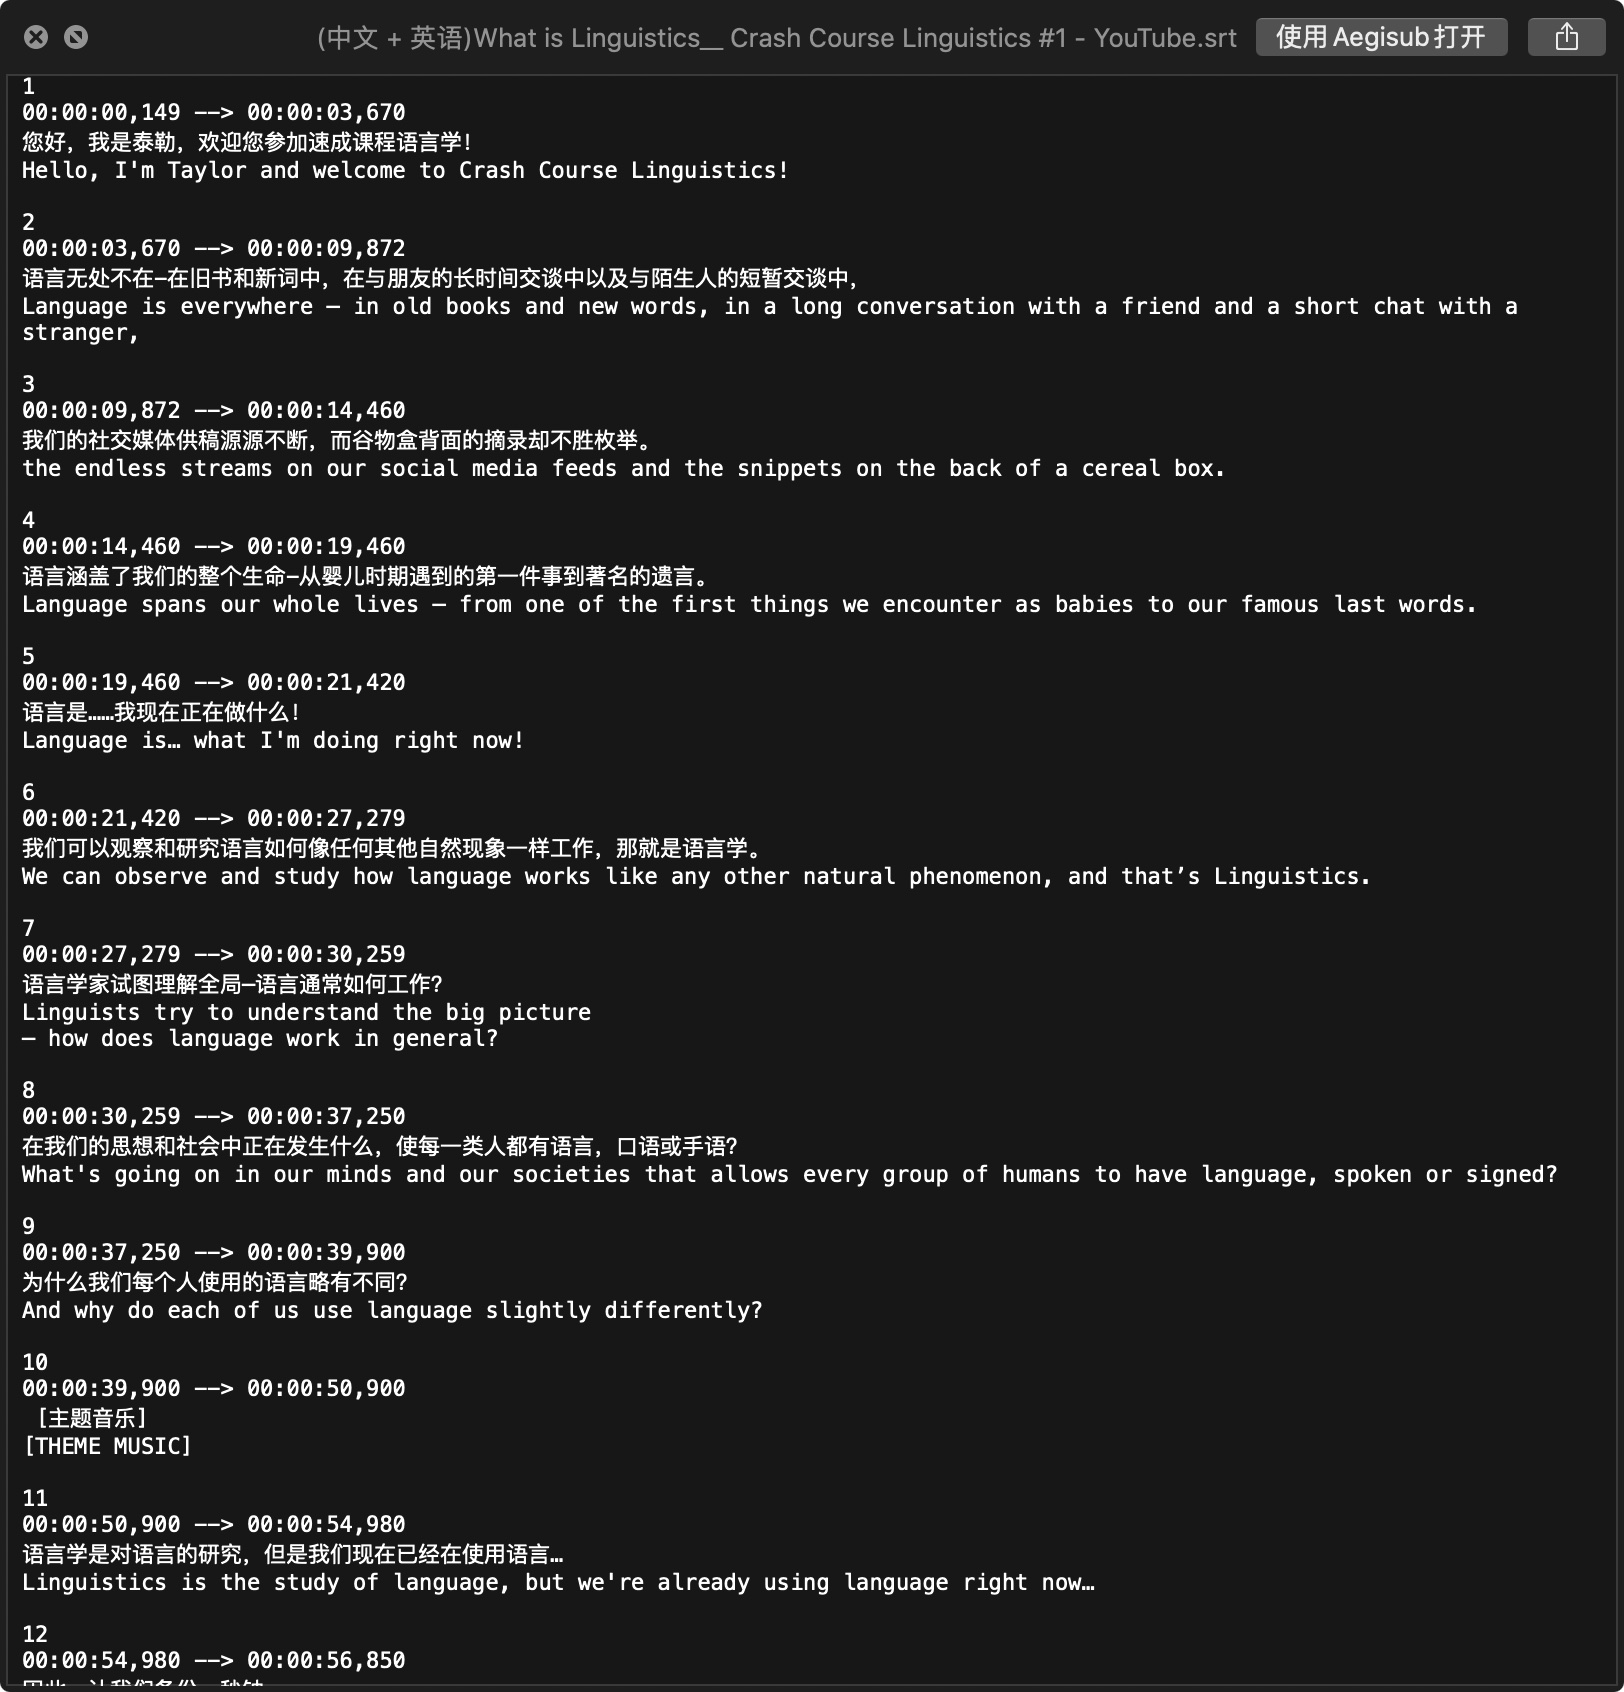 (中文 + 英语)What is Linguistics__ Crash Course Linguistics #1 - YouTube.srt
使用 Aegisub 打开
1
00:00:00,149 --> 00:00:03,670
您好，我是泰勒，欢迎您参加速成课程语言学！
Hello, I'm Taylor and welcome to Crash Course Linguistics!
2
00:00:03,670 --> 00:00:09,872
语言无处不在–在旧书和新词中，在与朋友的长时间交谈中以及与陌生人的短暂交谈中，
Language is everywhere – in old books and new words, in a long conversation with a friend and a short chat with a
stranger,
3
00:00:09,872 --> 00:00:14,460
我们的社交媒体供稿源源不断，而谷物盒背面的摘录却不胜枚举。
the endless streams on our social media feeds and the snippets on the back of a cereal box.
4
00:00:14,460 --> 00:00:19,460
语言涵盖了我们的整个生命–从婴儿时期遇到的第一件事到著名的遗言。
Language spans our whole lives – from one of the first things we encounter as babies to our famous last words.
5
00:00:19,460 --> 00:00:21,420
语言是……我现在正在做什么！
Language is… what I'm doing right now!
6
00:00:21,420 --> 00:00:27,279
我们可以观察和研究语言如何像任何其他自然现象一样工作，那就是语言学。
We can observe and study how language works like any other natural phenomenon, and that’s Linguistics.
7
00:00:27,279 --> 00:00:30,259
语言学家试图理解全局–语言通常如何工作？
Linguists try to understand the big picture
– how does language work in general?
8
00:00:30,259 --> 00:00:37,250
在我们的思想和社会中正在发生什么，使每一类人都有语言，口语或手语？
What's going on in our minds and our societies that allows every group of humans to have language, spoken or signed?
9
00:00:37,250 --> 00:00:39,900
为什么我们每个人使用的语言略有不同？
And why do each of us use language slightly differently?
10
00:00:39,900 --> 00:00:50,900
[主题音乐]
[THEME MUSIC]
11
00:00:50,900 --> 00:00:54,980
语言学是对语言的研究，但是我们现在已经在使用语言…
Linguistics is the study of language, but we're already using language right now…
12
00:00:54,980 --> 00:00:56,850